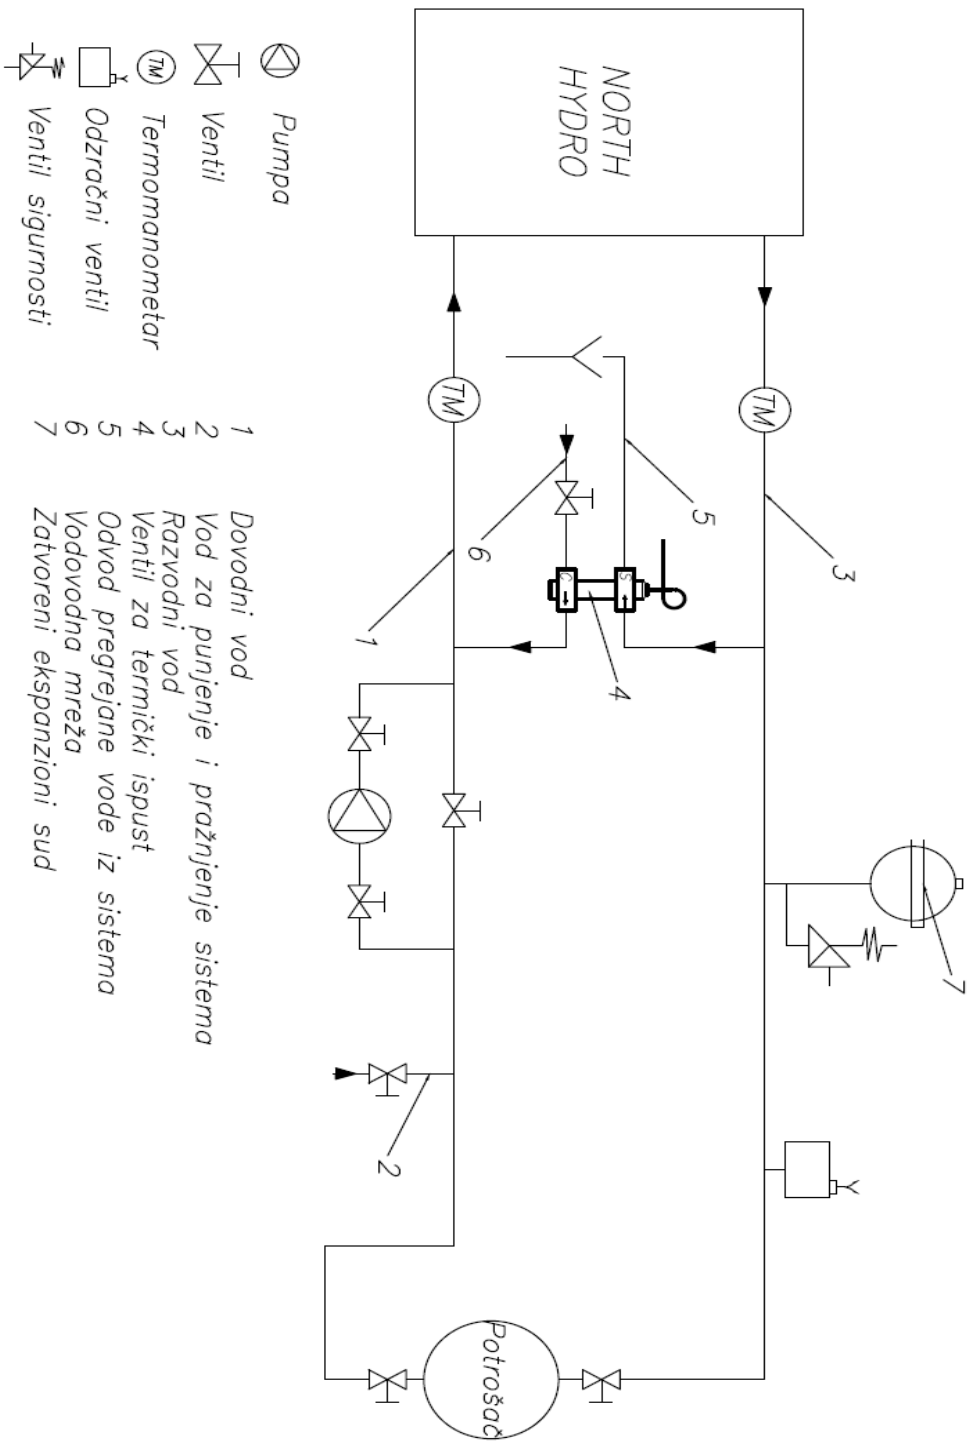 NORTH
HYDRO
TM
3
5
6
S
C
4
TM
1
7
2
Potrošač
Pumpa
Ventil
TM Termomanometar
Odzračni ventil
Ventil sigurnosti
1 Dovodni vod
2 Vod za punjenje i pražnjenje sistema
3 Razvodni vod
4 Ventil za termički ispust
5 Odvod pregrejane vode iz sistema
6 Vodovodna mreža
7 Zatvoreni ekspanzioni sud